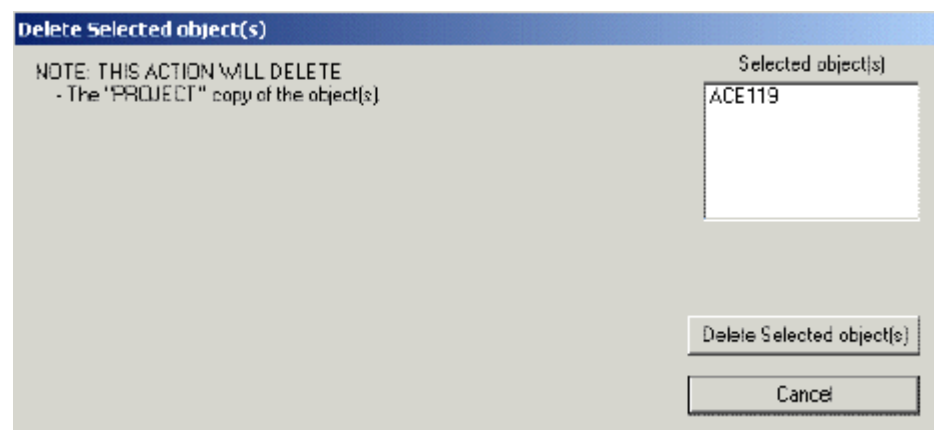 Delete Selected object(s)
NOTE: THIS ACTION WILL DELETE
- The "PROJECT" copy of the object(s)
Selected object(s)
ACE119
Delete Selected object(s)
Cancel